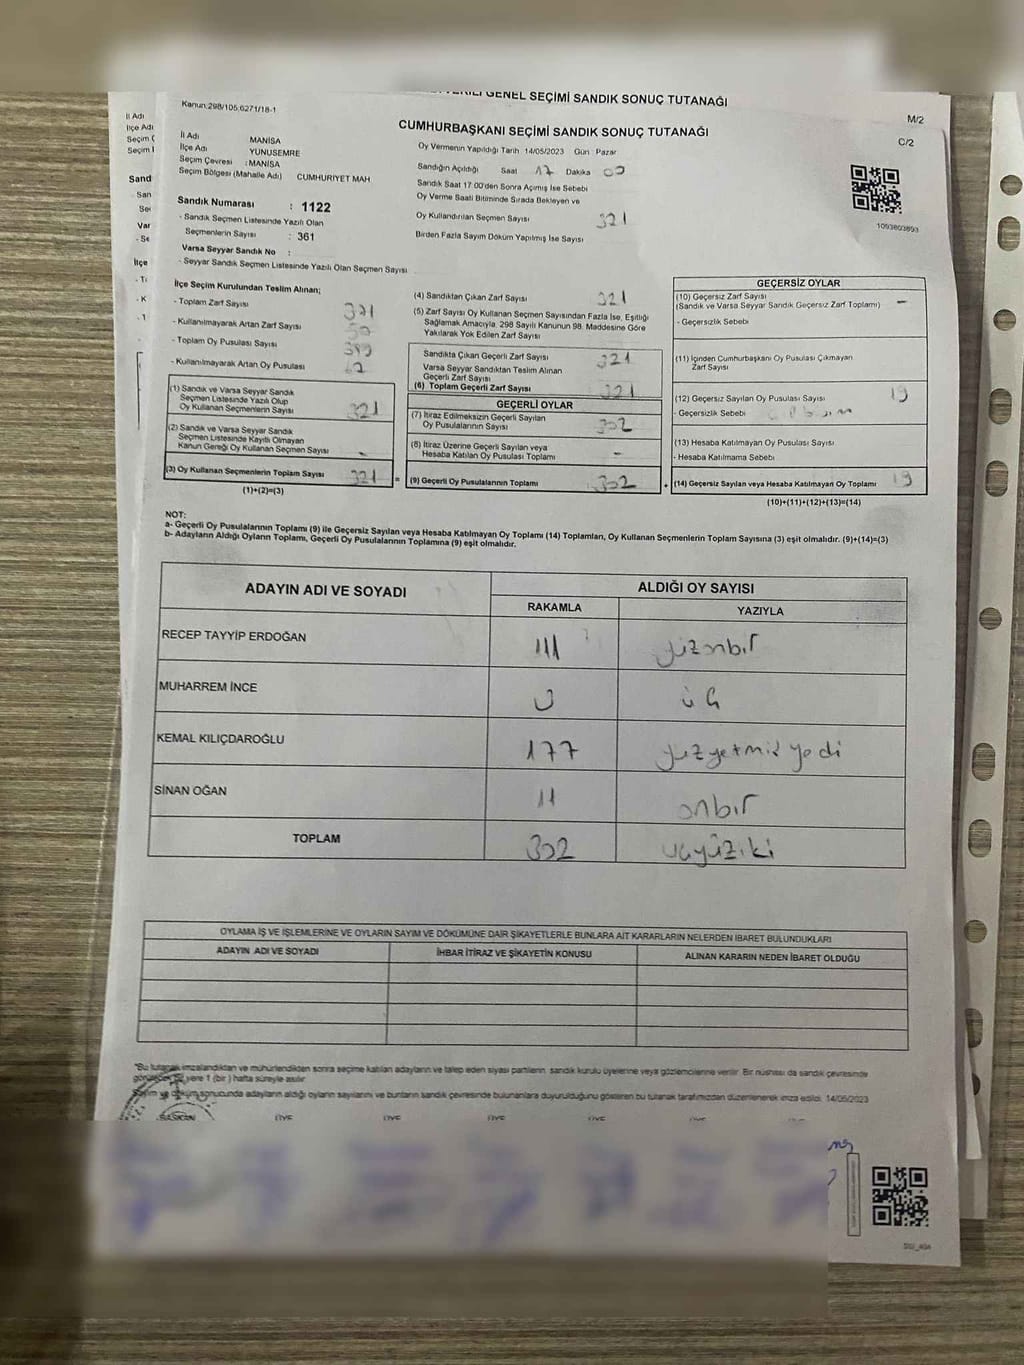 GENEL SEÇİMİ SANDIK SONUÇ TUTANAĞI
M/2
Kanun:298/105,6271/18-1
CUMHURBAŞKANI SEÇİMİ SANDIK SONUÇ TUTANAĞI
C/2
İl Adı MANİSA
İlçe Adı YUNUSEMRE
Seçim Çevresi : MANİSA
Seçim Bölgesi (Mahalle Adı) CUMHURİYET MAH
Oy Vermenin Yapıldığı Tarih 14/05/2023 Gün : Pazar
Sandığın Açıldığı Saat 17 Dakika 00
Sandık Saat 17:00'den Sonra Açımış İse Sebebi
Oy Verme Saati Bitiminde Sırada Bekleyen ve
Oy Kullandırılan Seçmen Sayısı 321
Birden Fazla Sayım Döküm Yapılmış İse Sayısı
1093803693
Sandık Numarası : 1122
- Sandık Seçmen Listesinde Yazılı Olan
Seçmenlerin Sayısı : 361
Varsa Seyyar Sandık No :
- Seyyar Sandık Seçmen Listesinde Yazılı Olan Seçmen Sayısı
İlçe Seçim Kurulundan Teslim Alınan;
- Toplam Zarf Sayısı
- Kullanılmayarak Artan Zarf Sayısı
- Toplam Oy Pusulası Sayısı
- Kullanılmayarak Artan Oy Pusulası
(1) Sandık ve Varsa Seyyar Sandık
Seçmen Listesinde Yazılı Olup
Oy Kullanan Seçmenlerin Sayısı 321
(2) Sandık ve Varsa Seyyar Sandık
Seçmen Listesinde Kayıtlı Olmayan
Kanun Gereği Oy Kullanan Seçmen Sayısı -
(3) Oy Kullanan Seçmenlerin Toplam Sayısı 321 =
(1)+(2)=(3)
(4) Sandıktan Çıkan Zarf Sayısı 321
(5) Zarf Sayısı Oy Kullanan Seçmen Sayısından Fazla İse, Eşitliği
Sağlamak Amacıyla, 298 Sayılı Kanunun 98. Maddesine Göre
Yakılarak Yok Edilen Zarf Sayısı
Sandıkta Çıkan Geçerli Zarf Sayısı 321
Varsa Seyyar Sandıktan Teslim Alınan
Geçerli Zarf Sayısı
(6) Toplam Geçerli Zarf Sayısı 321
GEÇERLİ OYLAR
(7) İtiraz Edilmeksizin Geçerli Sayılan
Oy Pusulalarının Sayısı 302
(8) İtiraz Üzerine Geçerli Sayılan veya
Hesaba Katılan Oy Pusulası Toplamı -
(9) Geçerli Oy Pusulalarının Toplamı 302 +
GEÇERSİZ OYLAR
(10) Geçersiz Zarf Sayısı
(Sandık ve Varsa Seyyar Sandık Geçersiz Zarf Toplamı) -
- Geçersizlik Sebebi
(11) İçinden Cumhurbaşkanı Oy Pusulası Çıkmayan
Zarf Sayısı
(12) Geçersiz Sayılan Oy Pusulası Sayısı 19
- Geçersizlik Sebebi
(13) Hesaba Katılmayan Oy Pusulası Sayısı
- Hesaba Katılmama Sebebi
(14) Geçersiz Sayılan veya Hesaba Katılmayan Oy Toplamı 19
(10)+(11)+(12)+(13)=(14)
NOT:
a- Geçerli Oy Pusulalarının Toplamı (9) ile Geçersiz Sayılan veya Hesaba Katılmayan Oy Toplamı (14) Toplamları, Oy Kullanan Seçmenlerin Toplam Sayısına (3) eşit olmalıdır. (9)+(14)=(3)
b- Adayların Aldığı Oyların Toplamı, Geçerli Oy Pusulalarının Toplamına (9) eşit olmalıdır.
ADAYIN ADI VE SOYADI ALDIĞI OY SAYISI
RAKAMLA YAZIYLA
RECEP TAYYİP ERDOĞAN 111 yüzonbir
MUHARREM İNCE 3 üç
KEMAL KILIÇDAROĞLU 177 yüzyetmiş yedi
SİNAN OĞAN 11 onbir
TOPLAM 302 üçyüziki
OYLAMA İŞ VE İŞLEMLERİNE VE OYLARIN SAYIM VE DÖKÜMÜNE DAİR ŞİKAYETLERLE BUNLARA AİT KARARLARIN NELERDEN İBARET BULUNDUKLARI
ADAYIN ADI VE SOYADI İHBAR İTİRAZ VE ŞİKAYETİN KONUSU ALINAN KARARIN NEDEN İBARET OLDUĞU
"Bu tutanak imzalandıktan ve mühürlendikten sonra seçime katılan adayların ve talep eden siyasi partilerin, sandık kurulu üyelerine veya gözlemcilerine verilir. Bir nüshası da sandık çevresinde
yere 1 (bir) hafta süreyle asılır.
Sayım ve döküm sonucunda adayların aldığı oyların sayılarını ve bunların sandık çevresinde bulunanlara duyurulduğunu gösteren bu tutanak tarafımızdan düzenlenerek imza edildi. 14/05/2023
BAŞKAN ÜYE ÜYE ÜYE ÜYE ÜYE ÜYE